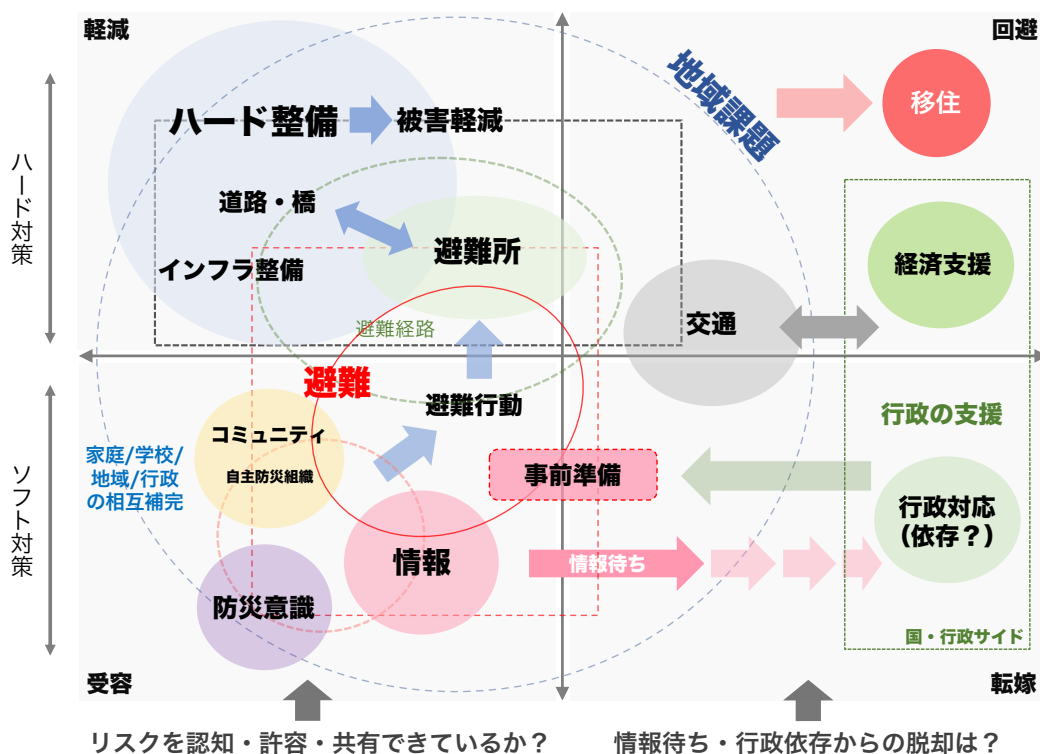 軽減
回避
ハード対策
ハード整備
被害軽減
地域課題
移住
道路・橋
避難所
インフラ整備
経済支援
交通
避難経路
避難
避難行動
行政の支援
ソフト対策
コミュニティ
自主防災組織
家庭/学校/
地域/行政
の相互補完
事前準備
行政対応
（依存？）
情報
情報待ち
防災意識
国・行政サイド
受容
転嫁
リスクを認知・許容・共有できているか？
情報待ち・行政依存からの脱却は？